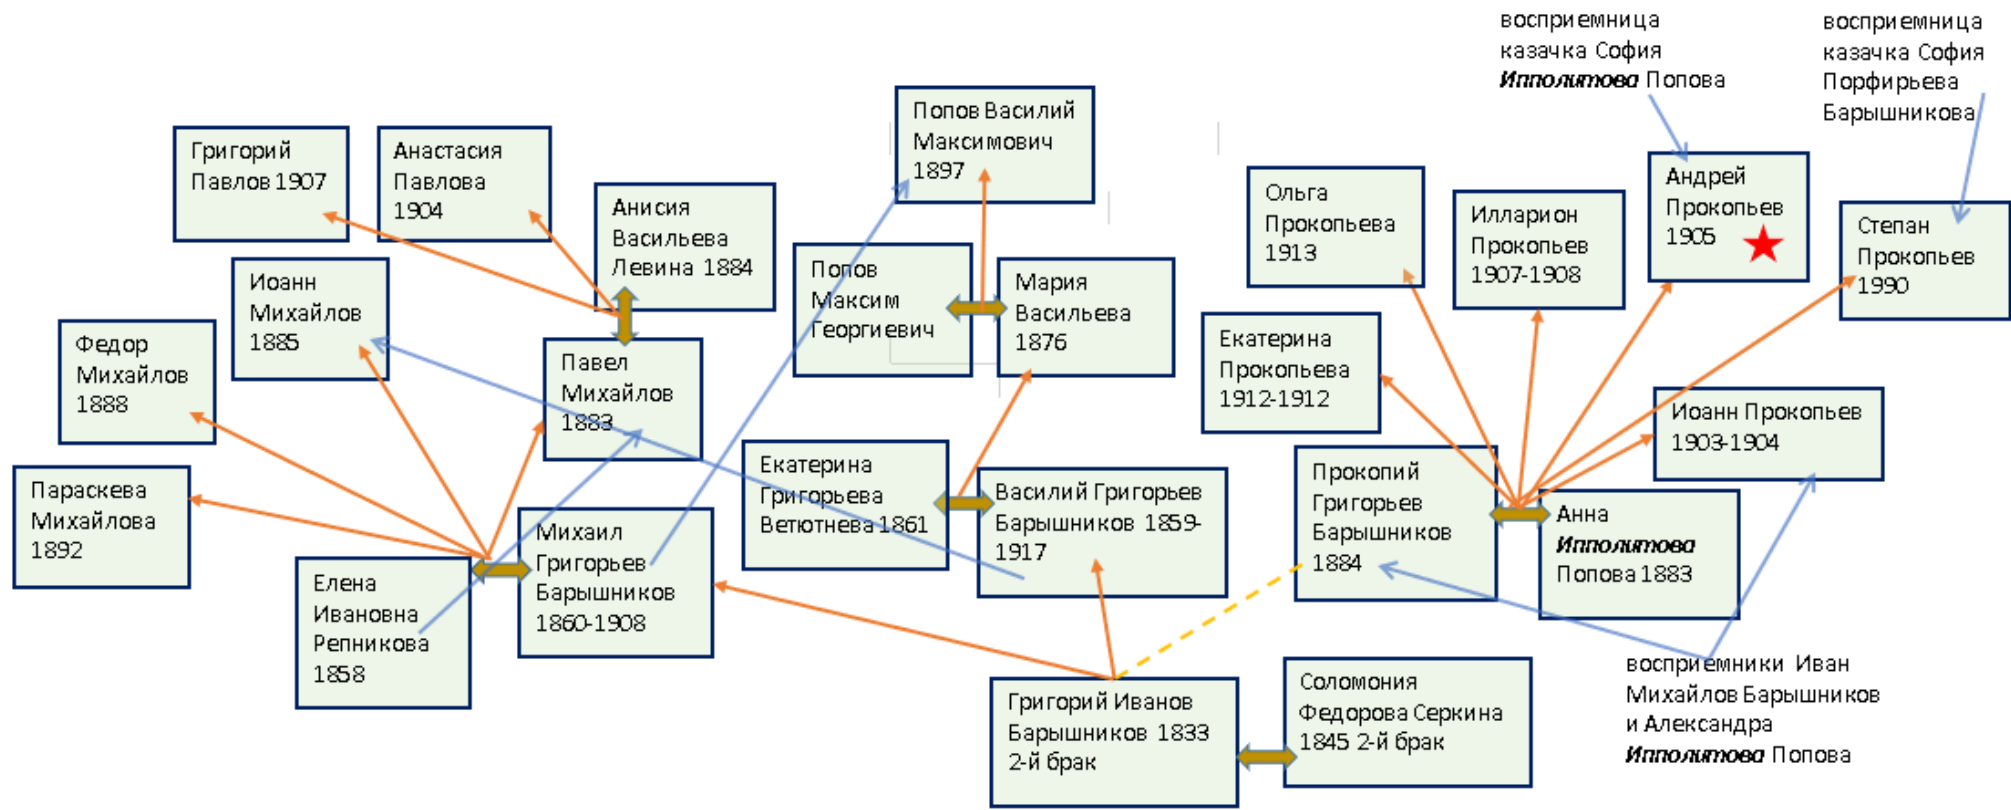 восприемница
казачка София
Ипполитова Попова
восприемница
казачка София
Порфирьева
Барышникова
Попов Василий
Максимович
1897
Григорий
Павлов 1907
Анастасия
Павлова
1904
Анисия
Васильева
Левина 1884
Ольга
Прокопьева
1913
Илларион
Прокопьев
1907-1908
Андрей
Прокопьев
1905
Степан
Прокопьев
1990
Иоанн
Михайлов
1885
Попов
Максим
Георгиевич
Мария
Васильева
1876
Федор
Михайлов
1888
Павел
Михайлов
1883
Екатерина
Прокопьева
1912-1912
Иоанн Прокопьев
1903-1904
Параскева
Михайлова
1892
Екатерина
Григорьева
Ветютнева 1861
Василий Григорьев
Барышников 1859-
1917
Прокопий
Григорьев
Барышников
1884
Анна
Ипполитова
Попова 1883
Михаил
Григорьев
Барышников
1860-1908
Елена
Ивановна
Репникова
1858
Григорий Иванов
Барышников 1833
2-й брак
Соломония
Федорова Серкина
1845 2-й брак
восприемники Иван
Михайлов Барышников
и Александра
Ипполитова Попова